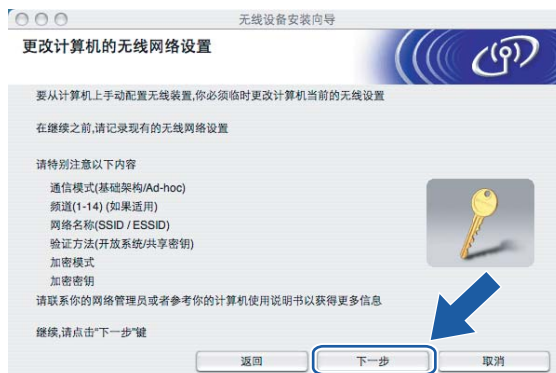 无线设备安装向导
更改计算机的无线网络设置
要从计算机上手动配置无线装置,你必须临时更改计算机当前的无线设置
在继续之前,请记录现有的无线网络设置
请特别注意以下内容
通信模式(基础架构/Ad-hoc)
频道(1-14) (如果适用)
网络名称(SSID / ESSID)
验证方法(开放系统/共享密钥)
加密模式
加密密钥
请联系你的网络管理员或者参考你的计算机使用说明书以获得更多信息
继续,请点击“下一步”键
返回
下一步
取消